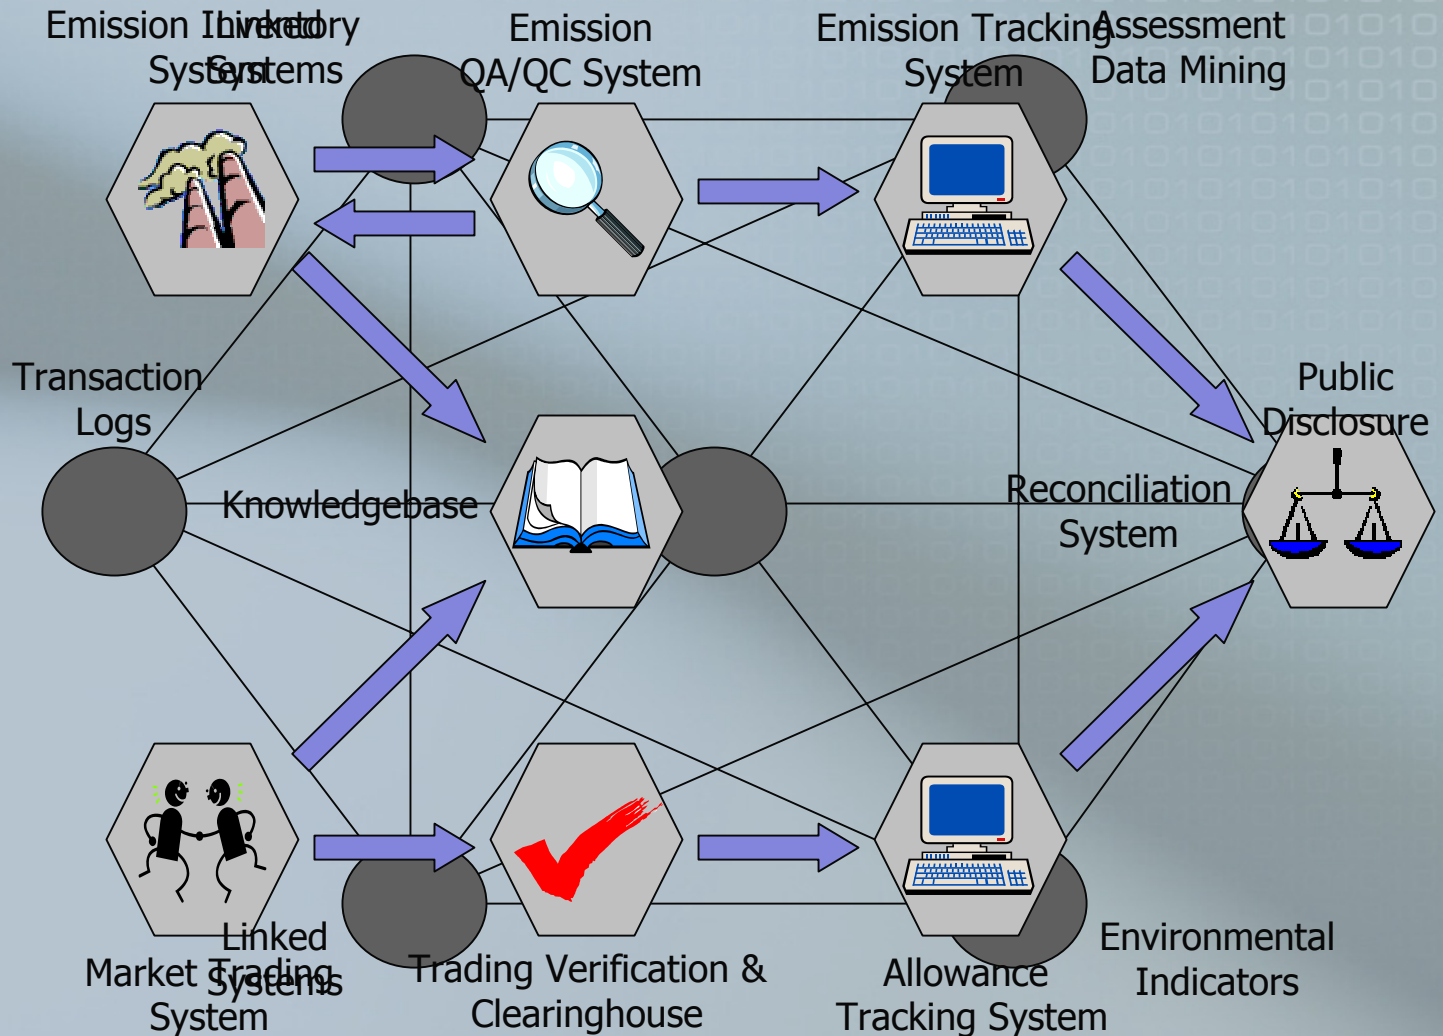 Emission Inventory
System
Linked
Systems
Emission
QA/QC System
Emission Tracking
System
Assessment
Data Mining
Transaction
Logs
Public
Disclosure
Knowledgebase
Reconciliation
System
Linked
Systems
Market Trading
System
Trading Verification &
Clearinghouse
Allowance
Tracking System
Environmental
Indicators